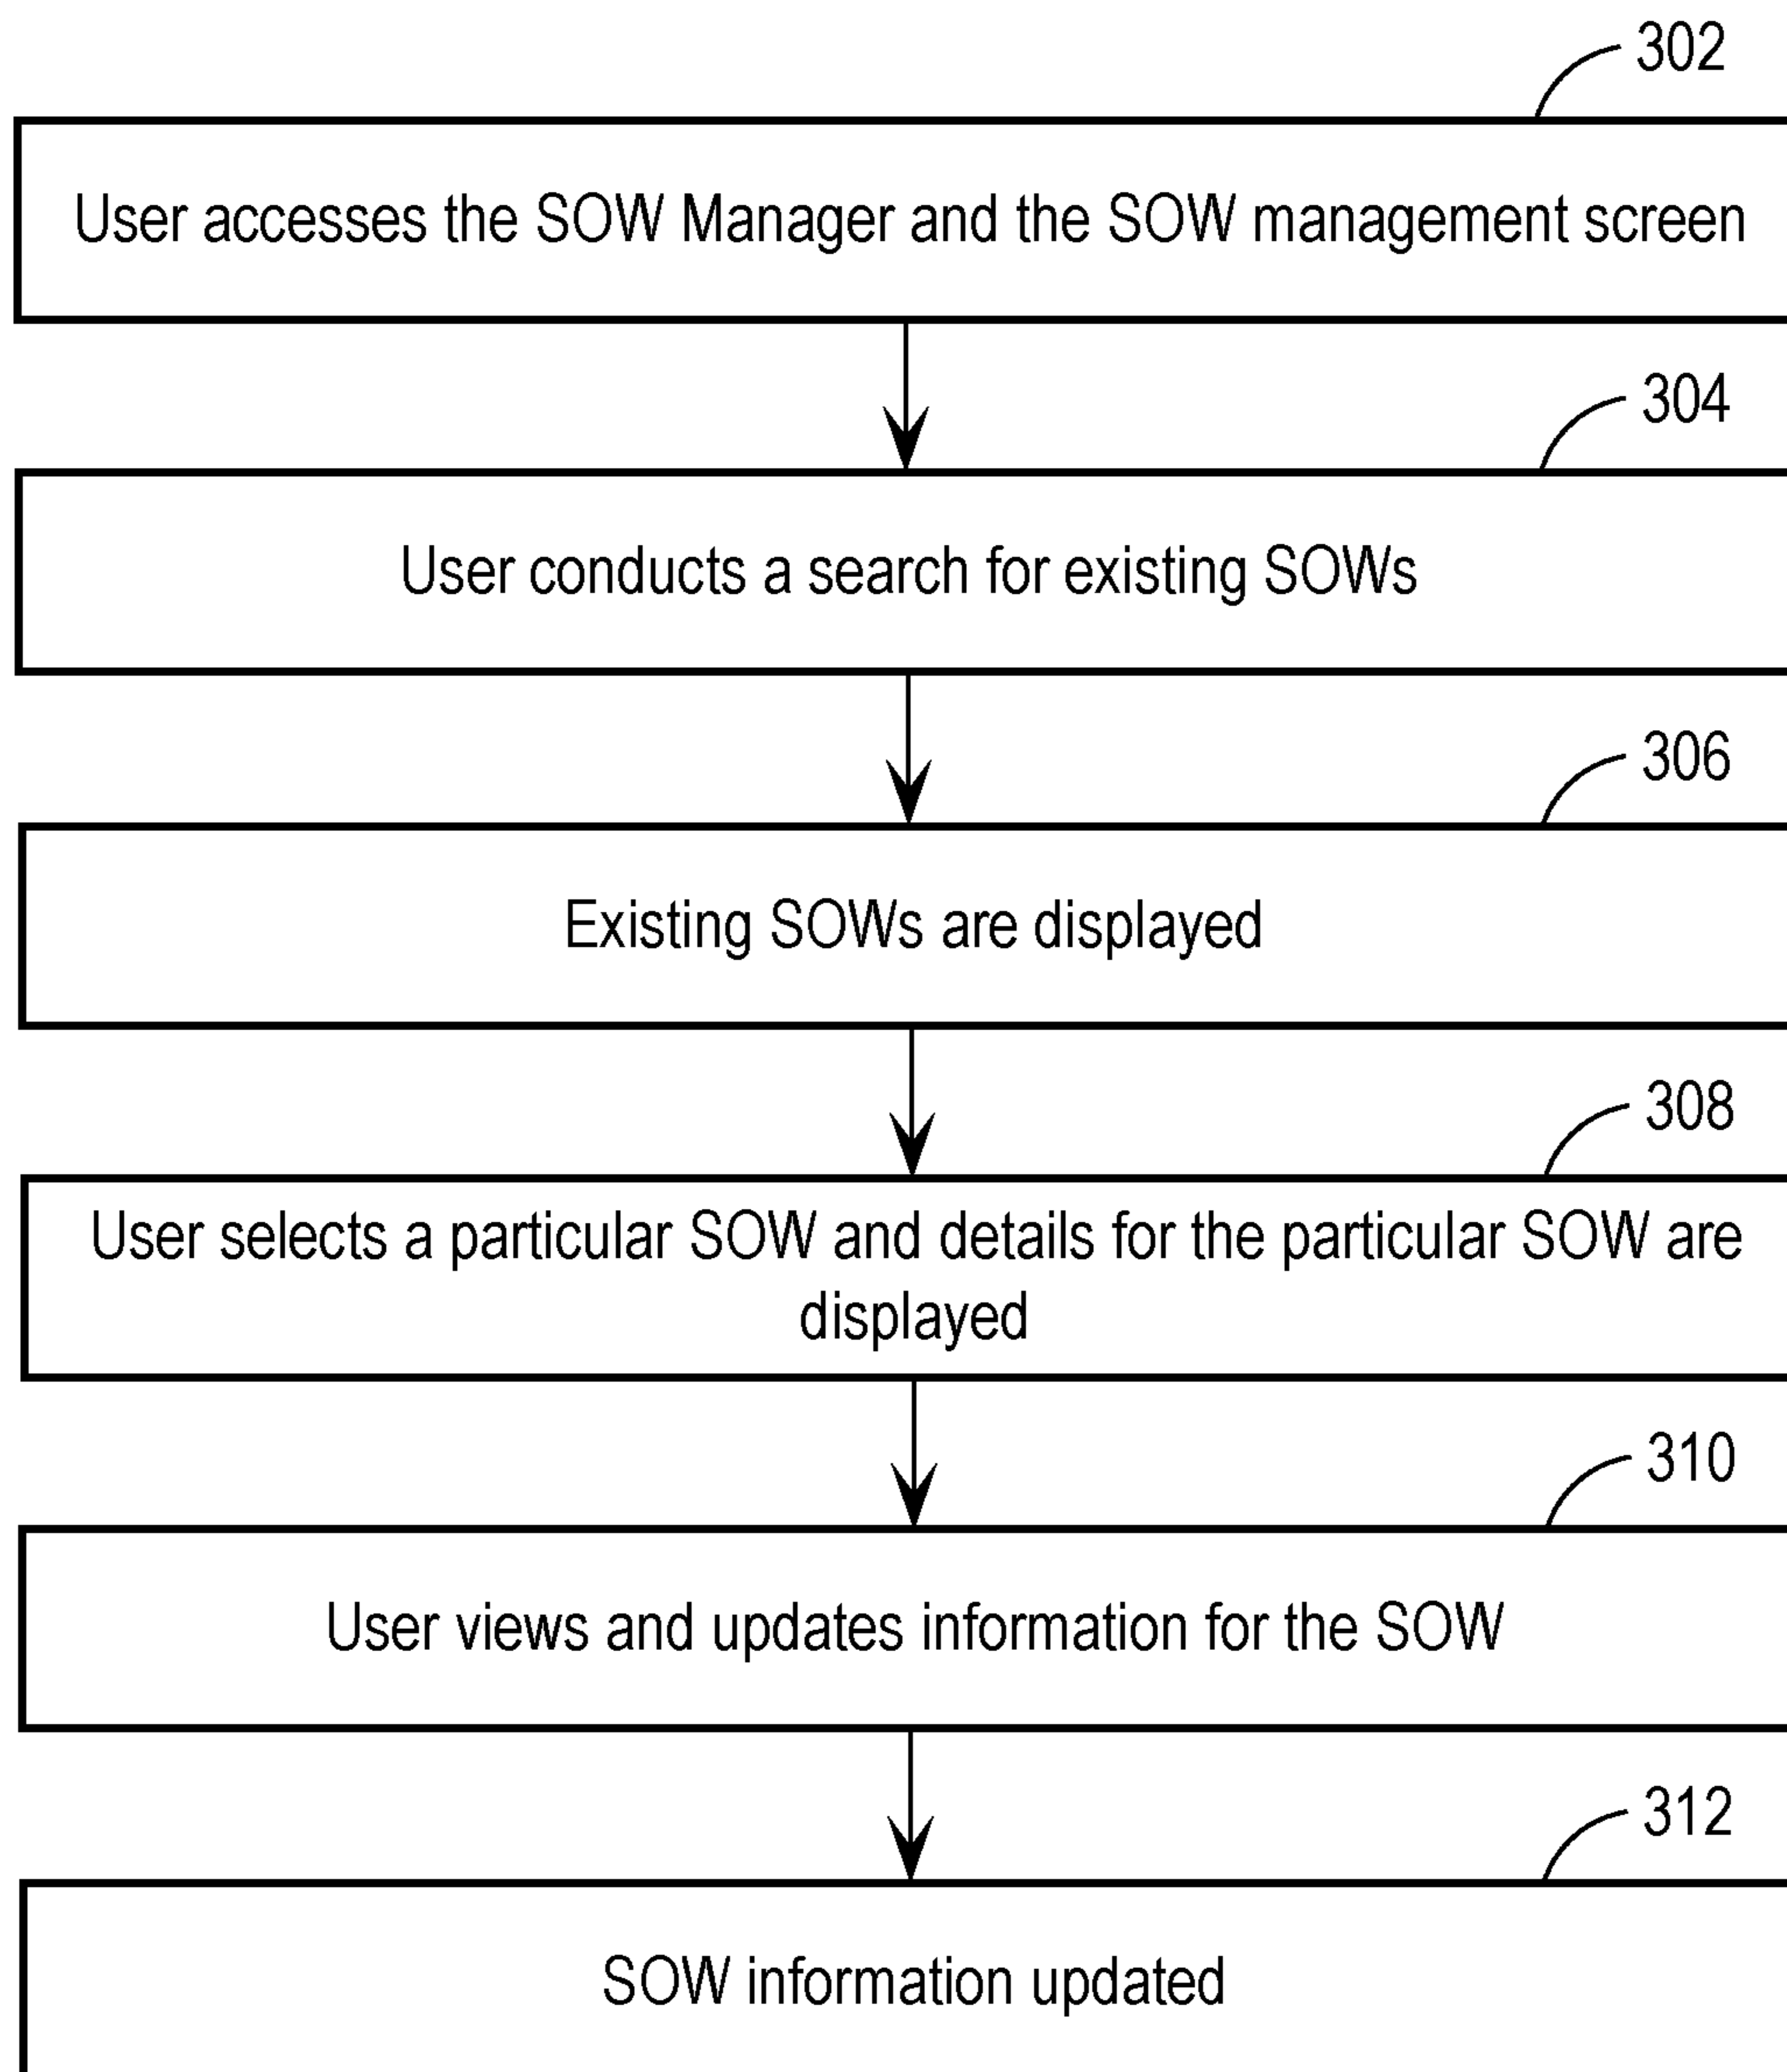 302
User accesses the SOW Manager and the SOW management screen
304
User conducts a search for existing SOWs
306
Existing SOWs are displayed
308
User selects a particular SOW and details for the particular SOW are
displayed
310
User views and updates information for the SOW
312
SOW information updated